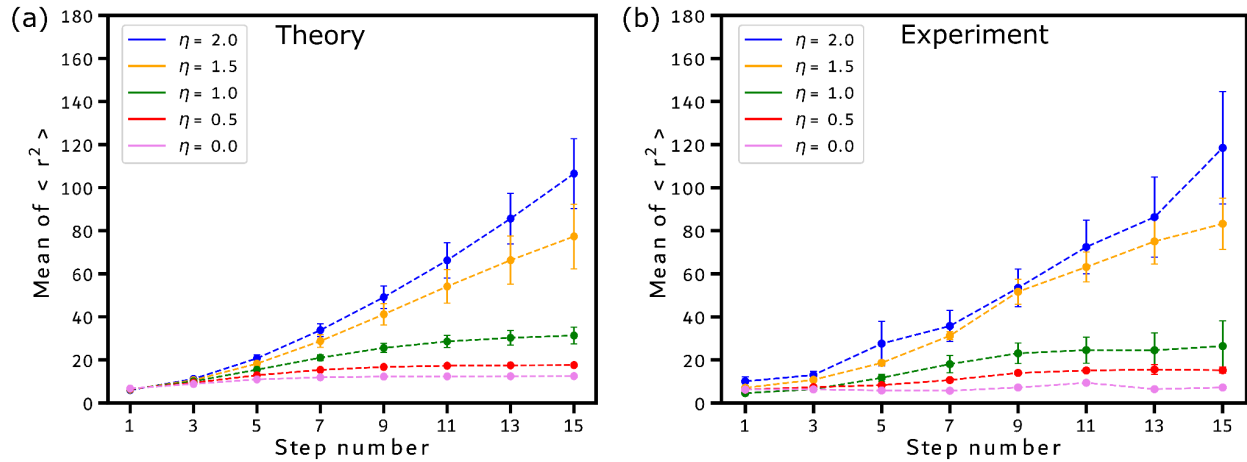 (a)
Theory
η = 2.0
η = 1.5
η = 1.0
η = 0.5
η = 0.0
Mean of < r² >
180
160
140
120
100
80
60
40
20
0
1 3 5 7 9 11 13 15
Step number
(b)
Experiment
η = 2.0
η = 1.5
η = 1.0
η = 0.5
η = 0.0
Mean of < r² >
180
160
140
120
100
80
60
40
20
0
1 3 5 7 9 11 13 15
Step number